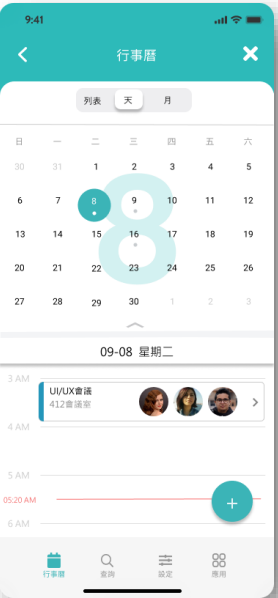 9:41
行事曆
列表 天 月
日 一 二 三 四 五 六
30 31 1 2 3 4 5
6 7 8 9 10 11 12
8
13 14 15 16 17 18 19
20 21 22 23 24 25 26
27 28 29 30 1 2 3
09-08 星期二
3 AM
UI/UX會議
412會議室
4 AM
5 AM
05:20 AM
6 AM
行事曆 查詢 設定 應用